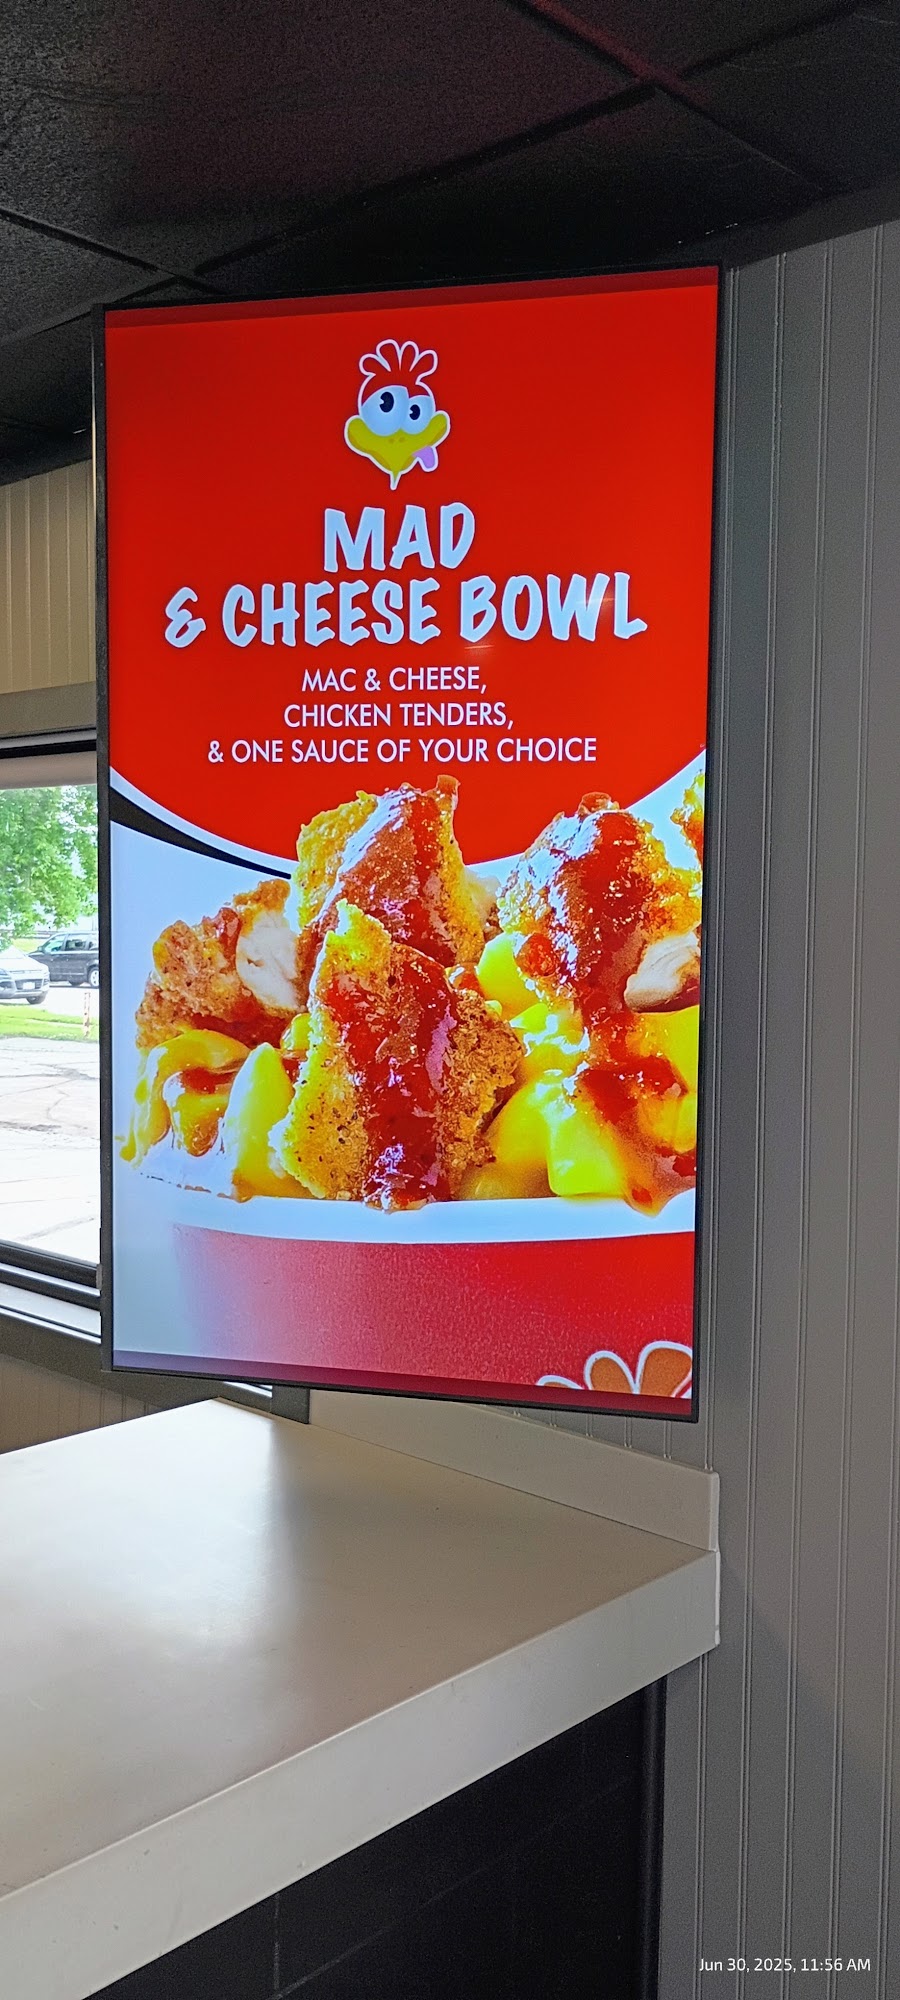 MAD
& CHEESE BOWL
MAC & CHEESE,
CHICKEN TENDERS,
& ONE SAUCE OF YOUR CHOICE
Jun 30, 2025, 11:56 AM